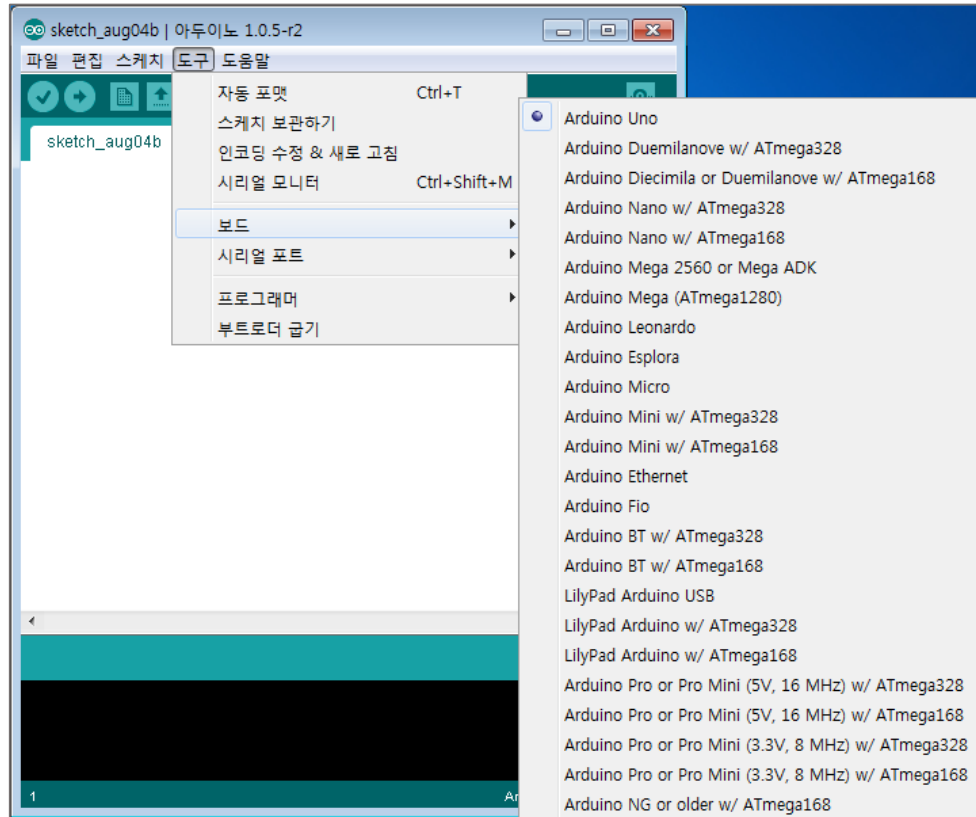 sketch_aug04b | 아두이노 1.0.5-r2
파일 편집 스케치 도구 도움말
sketch_aug04b
자동 포맷 Ctrl+T
스케치 보관하기
인코딩 수정 & 새로 고침
시리얼 모니터 Ctrl+Shift+M
보드
시리얼 포트
프로그래머
부트로더 굽기
Arduino Uno
Arduino Duemilanove w/ ATmega328
Arduino Diecimila or Duemilanove w/ ATmega168
Arduino Nano w/ ATmega328
Arduino Nano w/ ATmega168
Arduino Mega 2560 or Mega ADK
Arduino Mega (ATmega1280)
Arduino Leonardo
Arduino Esplora
Arduino Micro
Arduino Mini w/ ATmega328
Arduino Mini w/ ATmega168
Arduino Ethernet
Arduino Fio
Arduino BT w/ ATmega328
Arduino BT w/ ATmega168
LilyPad Arduino USB
LilyPad Arduino w/ ATmega328
LilyPad Arduino w/ ATmega168
Arduino Pro or Pro Mini (5V, 16 MHz) w/ ATmega328
Arduino Pro or Pro Mini (5V, 16 MHz) w/ ATmega168
Arduino Pro or Pro Mini (3.3V, 8 MHz) w/ ATmega328
Arduino Pro or Pro Mini (3.3V, 8 MHz) w/ ATmega168
Arduino NG or older w/ ATmega168
1